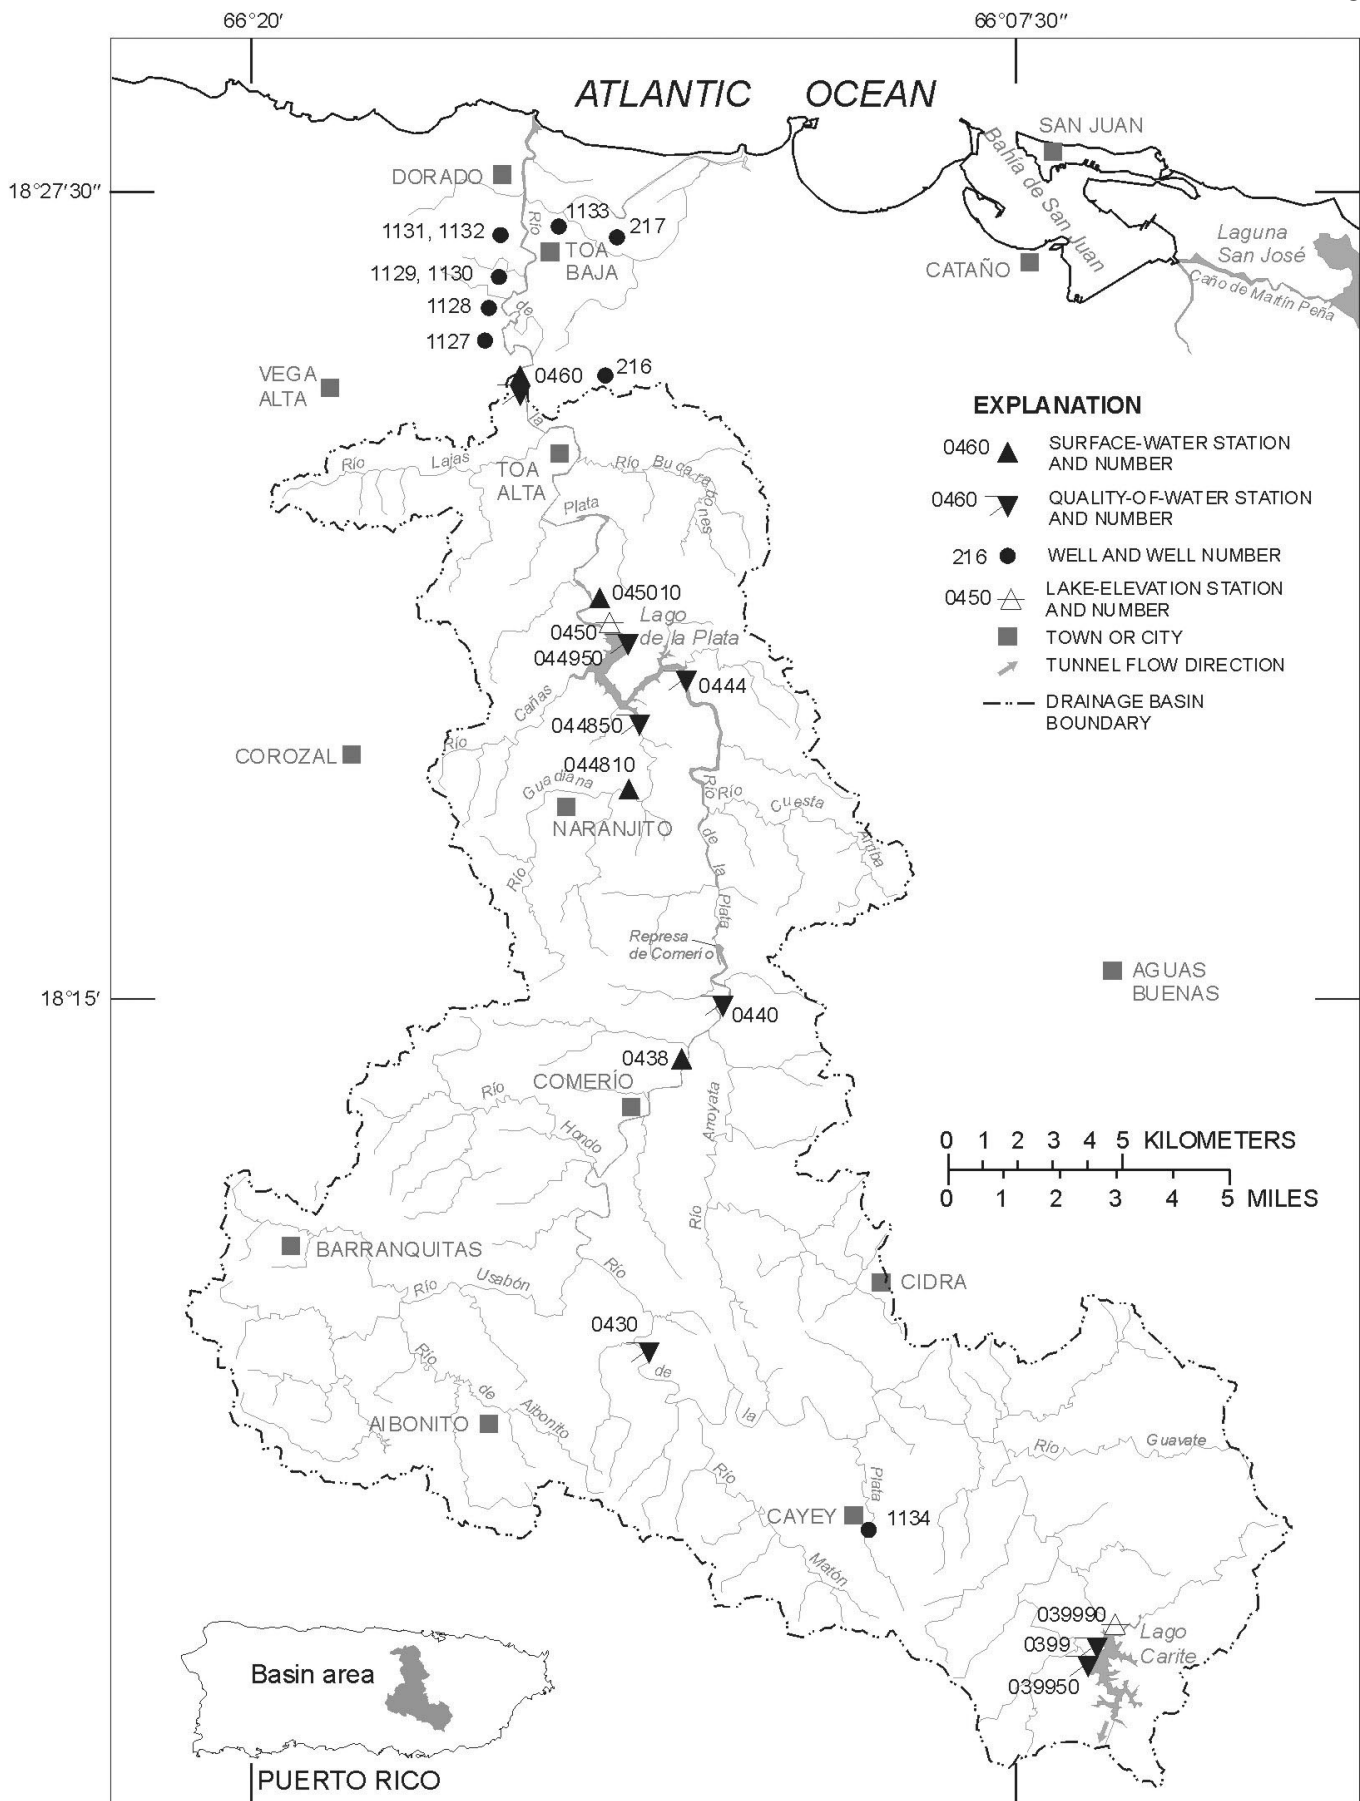 66°20′
66°07′30″
ATLANTIC OCEAN
SAN JUAN
Bahía de San Juan
DORADO
18°27′30″
1133
217
1131, 1132
Río
TOA
BAJA
Laguna
San José
CATAÑO
1129, 1130
Caño de Martín Peña
1128
de
1127
VEGA
ALTA
0460
216
la
EXPLANATION
0460
SURFACE-WATER STATION
AND NUMBER
0460
QUALITY-OF-WATER STATION
AND NUMBER
216
WELL AND WELL NUMBER
0450
LAKE-ELEVATION STATION
AND NUMBER
TOWN OR CITY
TUNNEL FLOW DIRECTION
DRAINAGE BASIN
BOUNDARY
Río Lajas
TOA
ALTA
Río Bucarabones
Plata
045010
0450
Lago
de la Plata
044950
0444
Río Cañas
044850
COROZAL
044810
Río Guadiana
NARANJITO
Río de la Plata
Río Cuesta Arriba
Represa
de Comerío
AGUAS
BUENAS
18°15′
0440
0438
COMERÍO
Río Hondo
Río Arroyata
0 1 2 3 4 5 KILOMETERS
0 1 2 3 5 MILES
BARRANQUITAS
Río Usabón
Río
CIDRA
0430
de
la
Río de Aibonito
AIBONITO
Río Guavate
Plata
CAYEY
1134
Río Matón
039990
0399
Lago
Carite
039950
Basin area
PUERTO RICO